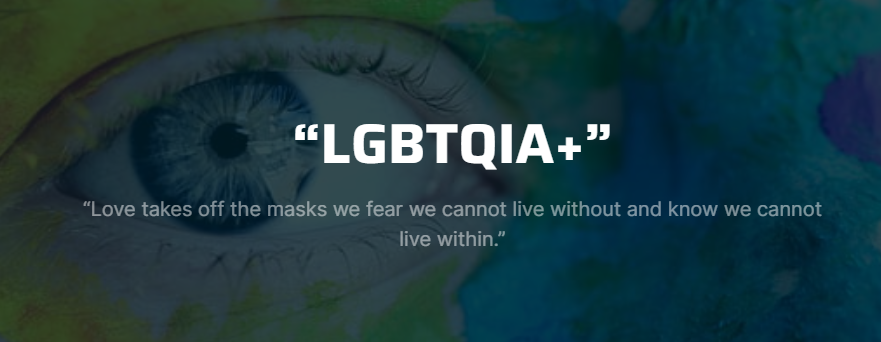 “LGBTQIA+”
“Love takes off the masks we fear we cannot live without and know we cannot
live within.”